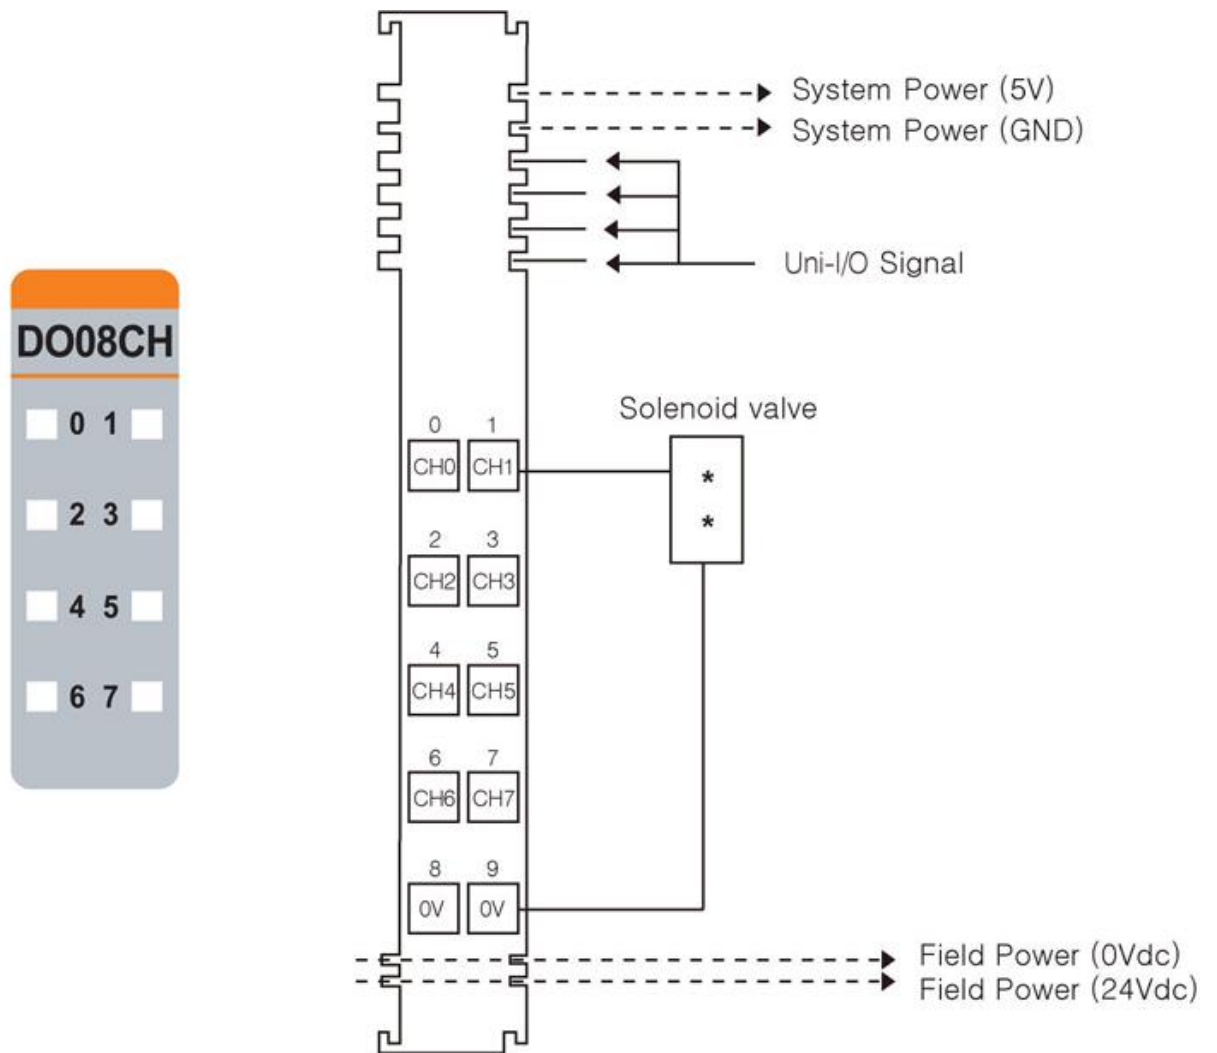 System Power (5V)
System Power (GND)
Uni-I/O Signal
DO08CH
0 1
2 3
4 5
6 7
Solenoid valve
*
*
0 1
CH0 CH1
2 3
CH2 CH3
4 5
CH4 CH5
6 7
CH6 CH7
8 9
0V 0V
Field Power (0Vdc)
Field Power (24Vdc)